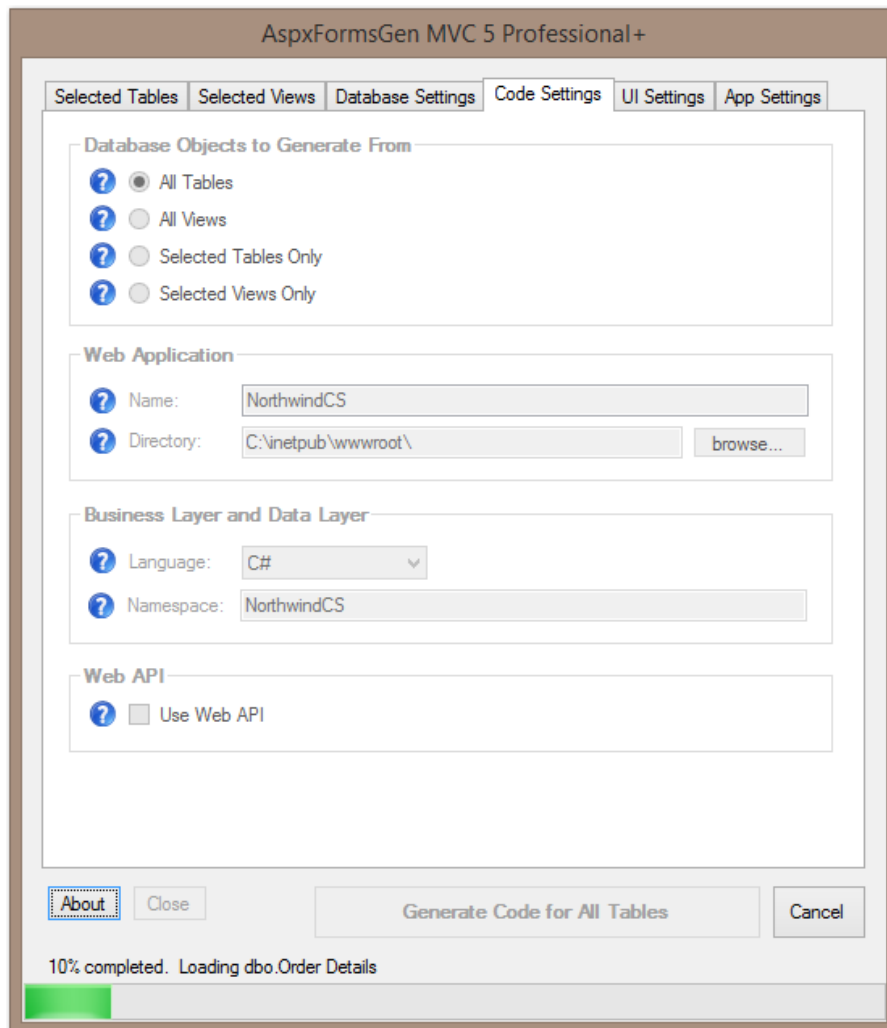 AspxFormsGen MVC 5 Professional+
Selected Tables Selected Views Database Settings Code Settings UI Settings App Settings
Database Objects to Generate From
? All Tables
? All Views
? Selected Tables Only
? Selected Views Only
Web Application
? Name: NorthwindCS
? Directory: C:\inetpub\wwwroot\ browse...
Business Layer and Data Layer
? Language: C#
? Namespace: NorthwindCS
Web API
? Use Web API
About Close Generate Code for All Tables Cancel
10% completed. Loading dbo.Order Details